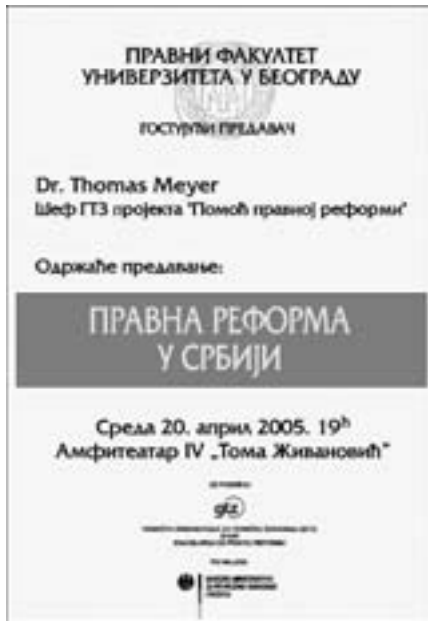 ПРАВНИ ФАКУЛТЕТ
УНИВЕРЗИТЕТА У БЕОГРАДУ
ГОСТУЈУЋИ ПРЕДАВАЧ
Dr. Thomas Meyer
Шеф ГТЗ пројекта "Помоћ правној реформи"
Одржаће предавање:
ПРАВНА РЕФОРМА
У СРБИЈИ
Среда 20. април 2005. 19h
Амфитеатар IV „Тома Живановић“
gtz